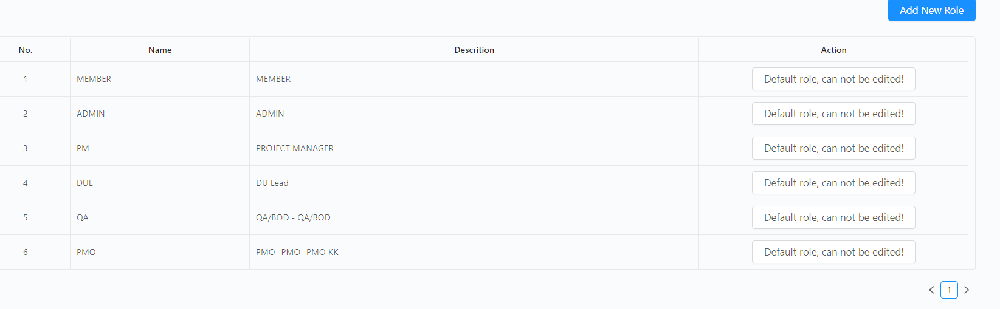 Add New Role
No. Name Descrition Action
1 MEMBER MEMBER Default role, can not be edited!
2 ADMIN ADMIN Default role, can not be edited!
3 PM PROJECT MANAGER Default role, can not be edited!
4 DUL DU Lead Default role, can not be edited!
5 QA QA/BOD - QA/BOD Default role, can not be edited!
6 PMO PMO -PMO -PMO KK Default role, can not be edited!
< 1 >